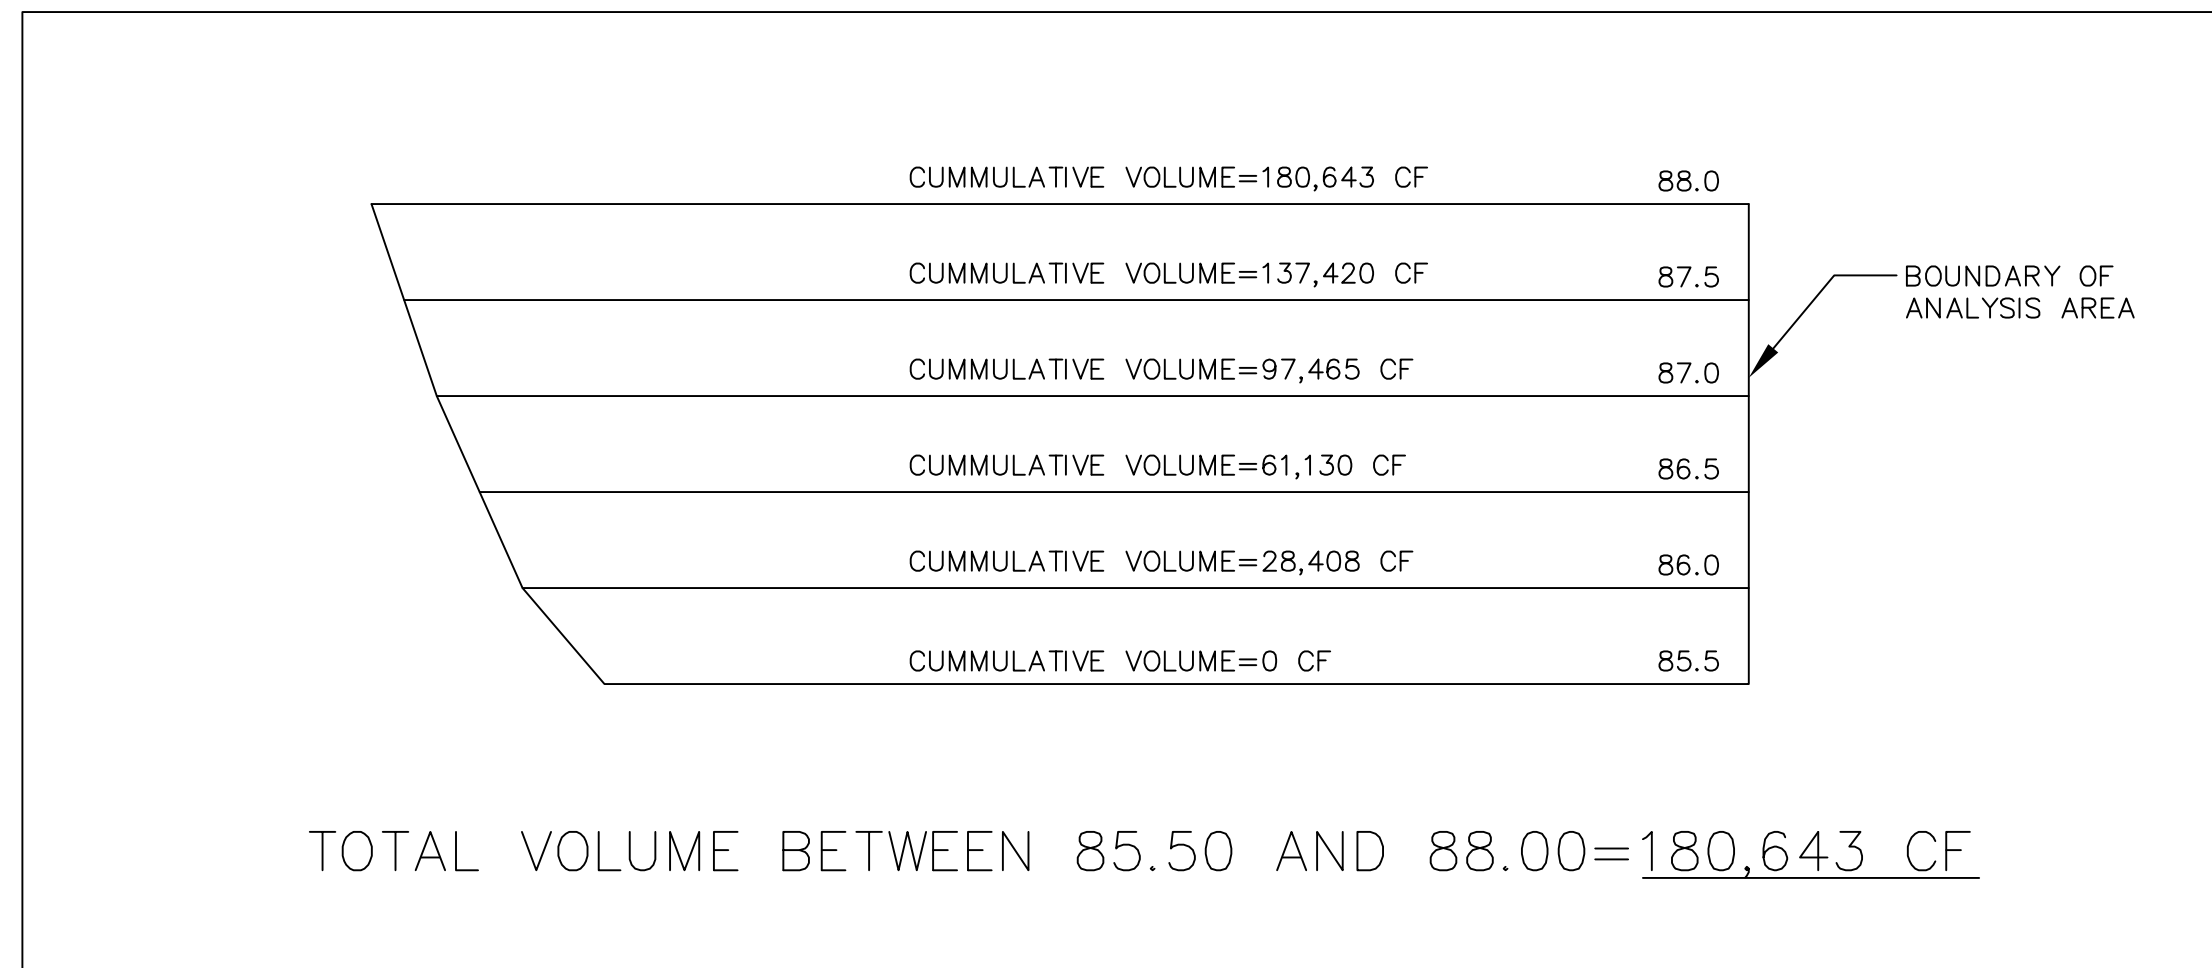 CUMMULATIVE VOLUME=180,643 CF 88.0
CUMMULATIVE VOLUME=137,420 CF 87.5
BOUNDARY OF
ANALYSIS AREA
CUMMULATIVE VOLUME=97,465 CF 87.0
CUMMULATIVE VOLUME=61,130 CF 86.5
CUMMULATIVE VOLUME=28,408 CF 86.0
CUMMULATIVE VOLUME=0 CF 85.5
TOTAL VOLUME BETWEEN 85.50 AND 88.00=180,643 CF